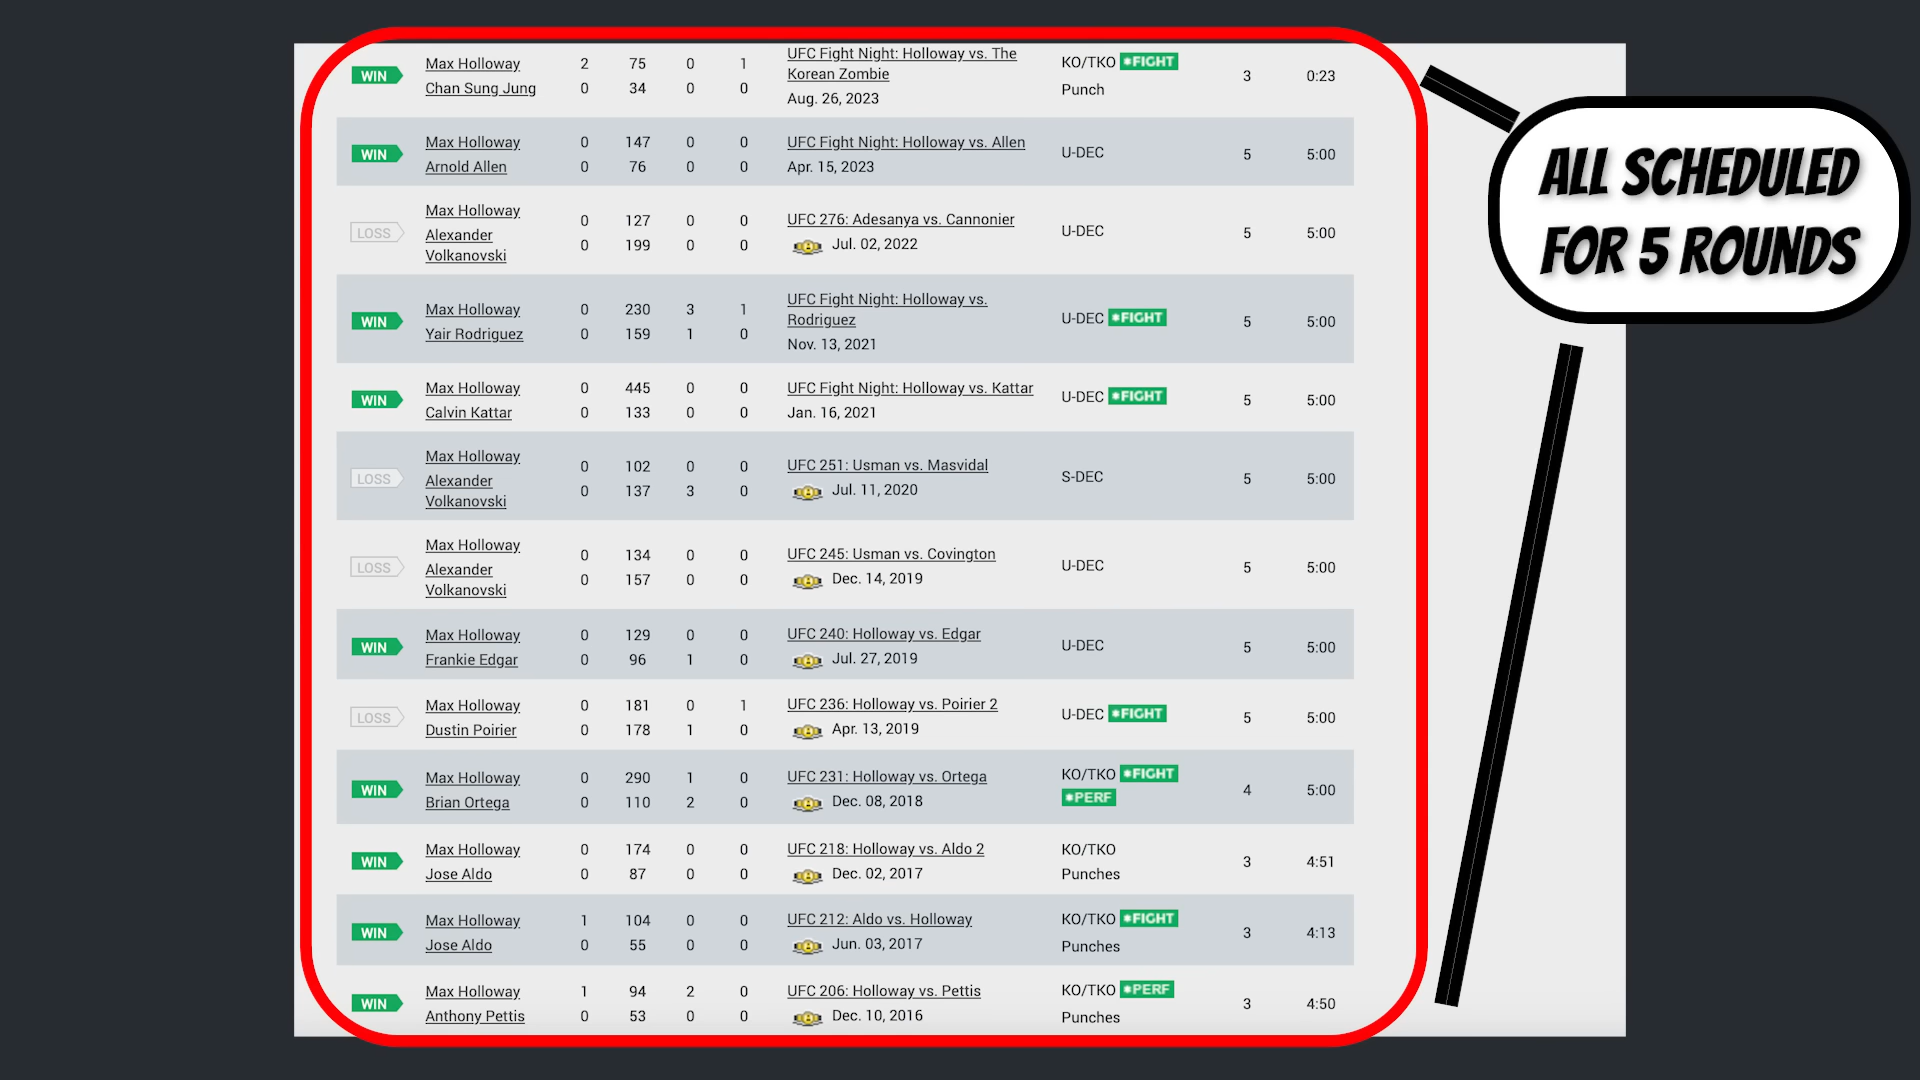 WIN Max Holloway 2 75 0 1 UFC Fight Night: Holloway vs. The Korean Zombie KO/TKO *FIGHT 3 0:23
Chan Sung Jung 0 34 0 0 Aug. 26, 2023 Punch
WIN Max Holloway 0 147 0 0 UFC Fight Night: Holloway vs. Allen U-DEC 5 5:00
Arnold Allen 0 76 0 0 Apr. 15, 2023
LOSS Max Holloway 0 127 0 0 UFC 276: Adesanya vs. Cannonier U-DEC 5 5:00
Alexander Volkanovski 0 199 0 0 Jul. 02, 2022
WIN Max Holloway 0 230 3 1 UFC Fight Night: Holloway vs. Rodriguez U-DEC *FIGHT 5 5:00
Yair Rodriguez 0 159 1 0 Nov. 13, 2021
WIN Max Holloway 0 445 0 0 UFC Fight Night: Holloway vs. Kattar U-DEC *FIGHT 5 5:00
Calvin Kattar 0 133 0 0 Jan. 16, 2021
LOSS Max Holloway 0 102 0 0 UFC 251: Usman vs. Masvidal S-DEC 5 5:00
Alexander Volkanovski 0 137 3 0 Jul. 11, 2020
LOSS Max Holloway 0 134 0 0 UFC 245: Usman vs. Covington U-DEC 5 5:00
Alexander Volkanovski 0 157 0 0 Dec. 14, 2019
WIN Max Holloway 0 129 0 0 UFC 240: Holloway vs. Edgar U-DEC 5 5:00
Frankie Edgar 0 96 1 0 Jul. 27, 2019
LOSS Max Holloway 0 181 0 1 UFC 236: Holloway vs. Poirier 2 U-DEC *FIGHT 5 5:00
Dustin Poirier 0 178 1 0 Apr. 13, 2019
WIN Max Holloway 0 290 1 0 UFC 231: Holloway vs. Ortega KO/TKO *FIGHT *PERF 4 5:00
Brian Ortega 0 110 2 0 Dec. 08, 2018
WIN Max Holloway 0 174 0 0 UFC 218: Holloway vs. Aldo 2 KO/TKO 3 4:51
Jose Aldo 0 87 0 0 Dec. 02, 2017 Punches
WIN Max Holloway 1 104 0 0 UFC 212: Aldo vs. Holloway KO/TKO *FIGHT 3 4:13
Jose Aldo 0 55 0 0 Jun. 03, 2017 Punches
WIN Max Holloway 1 94 2 0 UFC 206: Holloway vs. Pettis KO/TKO *PERF 3 4:50
Anthony Pettis 0 53 0 0 Dec. 10, 2016 Punches
ALL SCHEDULED
FOR 5 ROUNDS